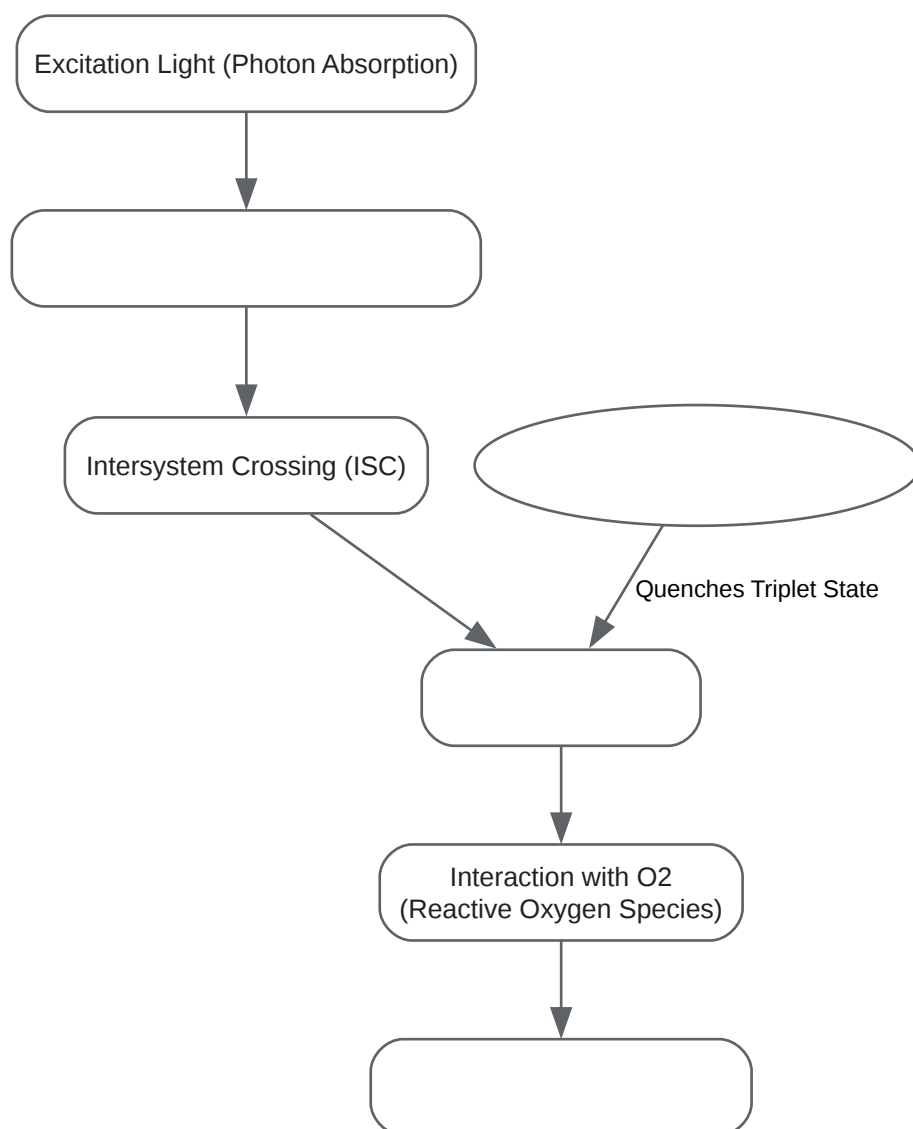 Excitation Light (Photon Absorption)
Intersystem Crossing (ISC)
Quenches Triplet State
Interaction with O2
(Reactive Oxygen Species)